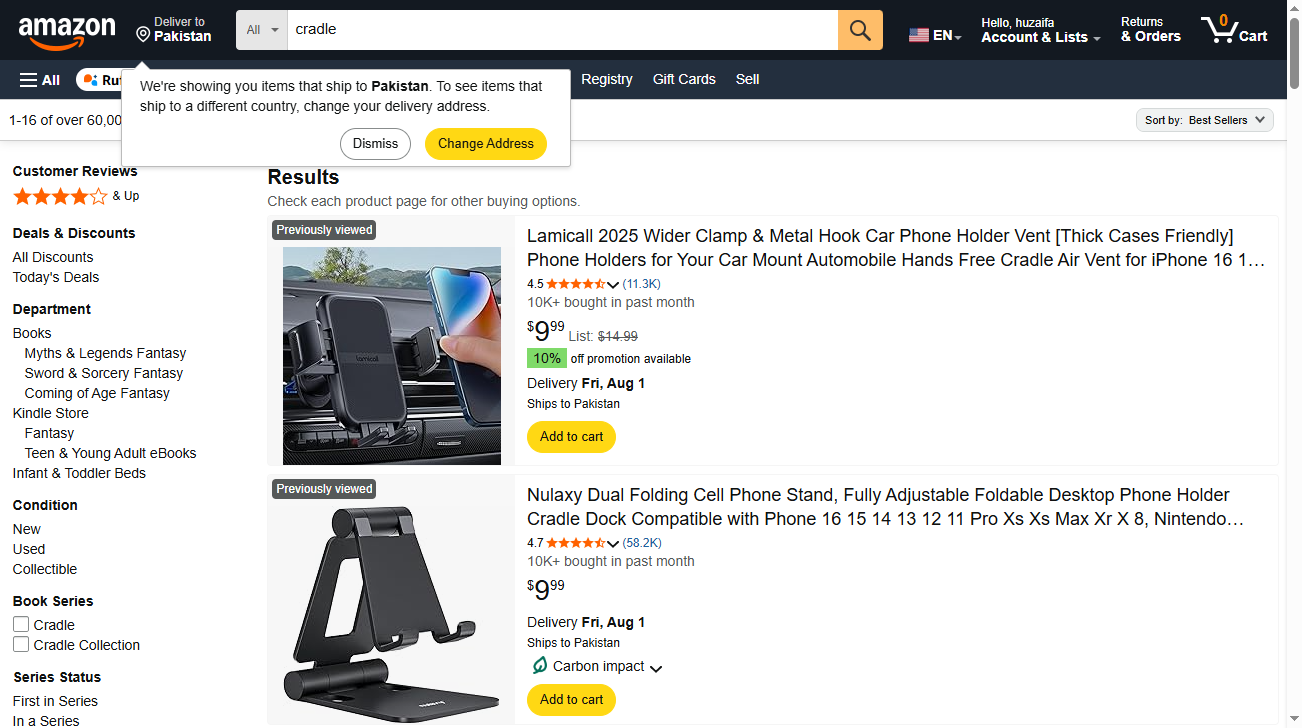 amazon
Deliver to
Pakistan
All
cradle
EN
Hello, huzaifa
Account & Lists
Returns
& Orders
0
Cart
All
Registry
Gift Cards
Sell
We're showing you items that ship to Pakistan. To see items that
ship to a different country, change your delivery address.
Dismiss
Change Address
1-16 of over 60,00
Sort by: Best Sellers
Customer Reviews
& Up
Deals & Discounts
All Discounts
Today's Deals
Department
Books
Myths & Legends Fantasy
Sword & Sorcery Fantasy
Coming of Age Fantasy
Kindle Store
Fantasy
Teen & Young Adult eBooks
Infant & Toddler Beds
Condition
New
Used
Collectible
Book Series
Cradle
Cradle Collection
Series Status
First in Series
In a Series
Results
Check each product page for other buying options.
Previously viewed
lamicall
Lamicall 2025 Wider Clamp & Metal Hook Car Phone Holder Vent [Thick Cases Friendly]
Phone Holders for Your Car Mount Automobile Hands Free Cradle Air Vent for iPhone 16 1…
4.5 (11.3K)
10K+ bought in past month
$9.99 List: $14.99
10% off promotion available
Delivery Fri, Aug 1
Ships to Pakistan
Add to cart
Previously viewed
Nulaxy Dual Folding Cell Phone Stand, Fully Adjustable Foldable Desktop Phone Holder
Cradle Dock Compatible with Phone 16 15 14 13 12 11 Pro Xs Xs Max Xr X 8, Nintendo…
4.7 (58.2K)
10K+ bought in past month
$9.99
Delivery Fri, Aug 1
Ships to Pakistan
Carbon impact
Add to cart